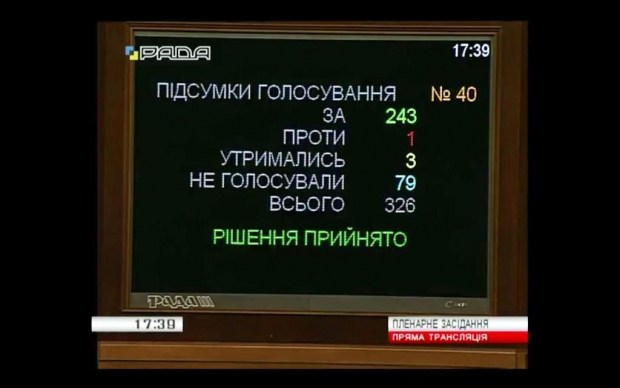 РАДА 17:39
ПІДСУМКИ ГОЛОСУВАННЯ № 40
ЗА 243
ПРОТИ 1
УТРИМАЛИСЬ 3
НЕ ГОЛОСУВАЛИ 79
ВСЬОГО 326
РІШЕННЯ ПРИЙНЯТО
РАДА III
17:39
ПЛЕНАРНЕ ЗАСІДАННЯ
ПРЯМА ТРАНСЛЯЦІЯ